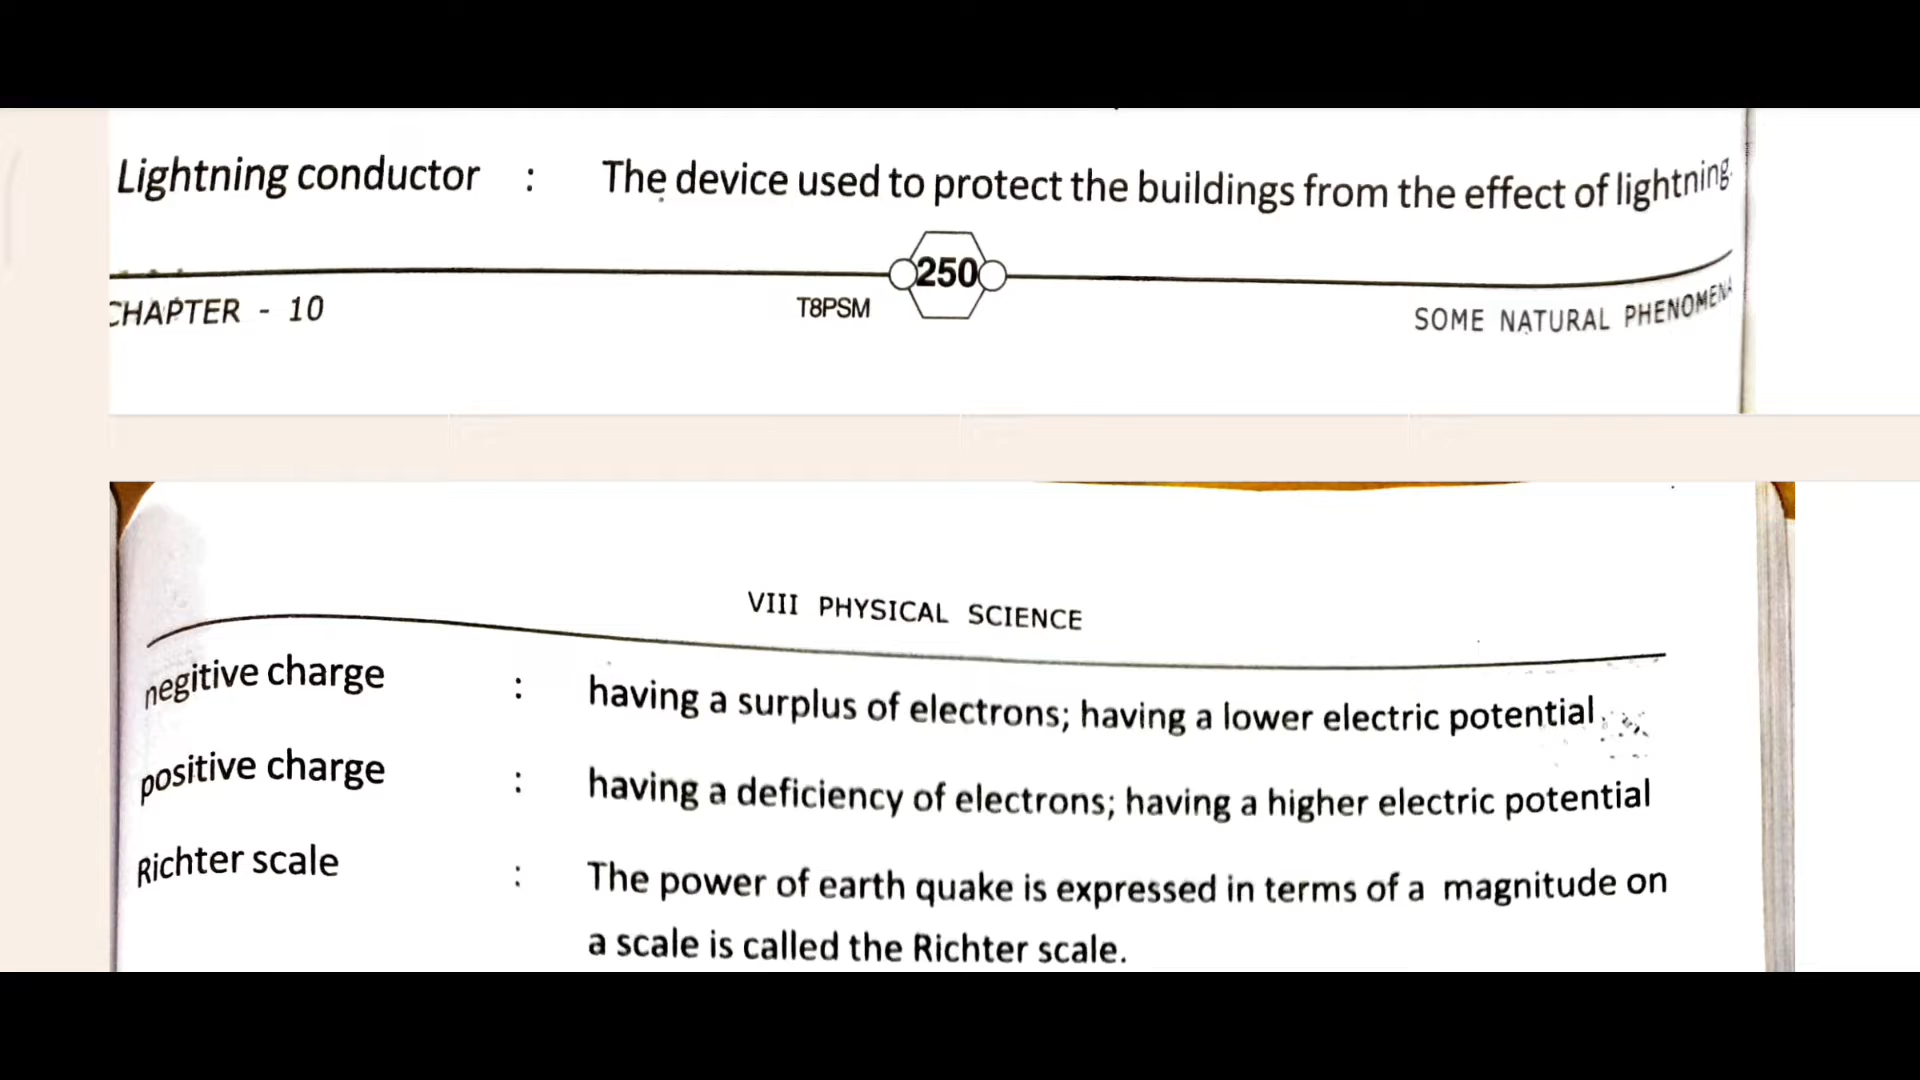 Lightning conductor : The device used to protect the buildings from the effect of lightning.
250
CHAPTER - 10 T8PSM SOME NATURAL PHENOMENA
VIII PHYSICAL SCIENCE
negitive charge : having a surplus of electrons; having a lower electric potential
positive charge : having a deficiency of electrons; having a higher electric potential
Richter scale : The power of earth quake is expressed in terms of a magnitude on
a scale is called the Richter scale.